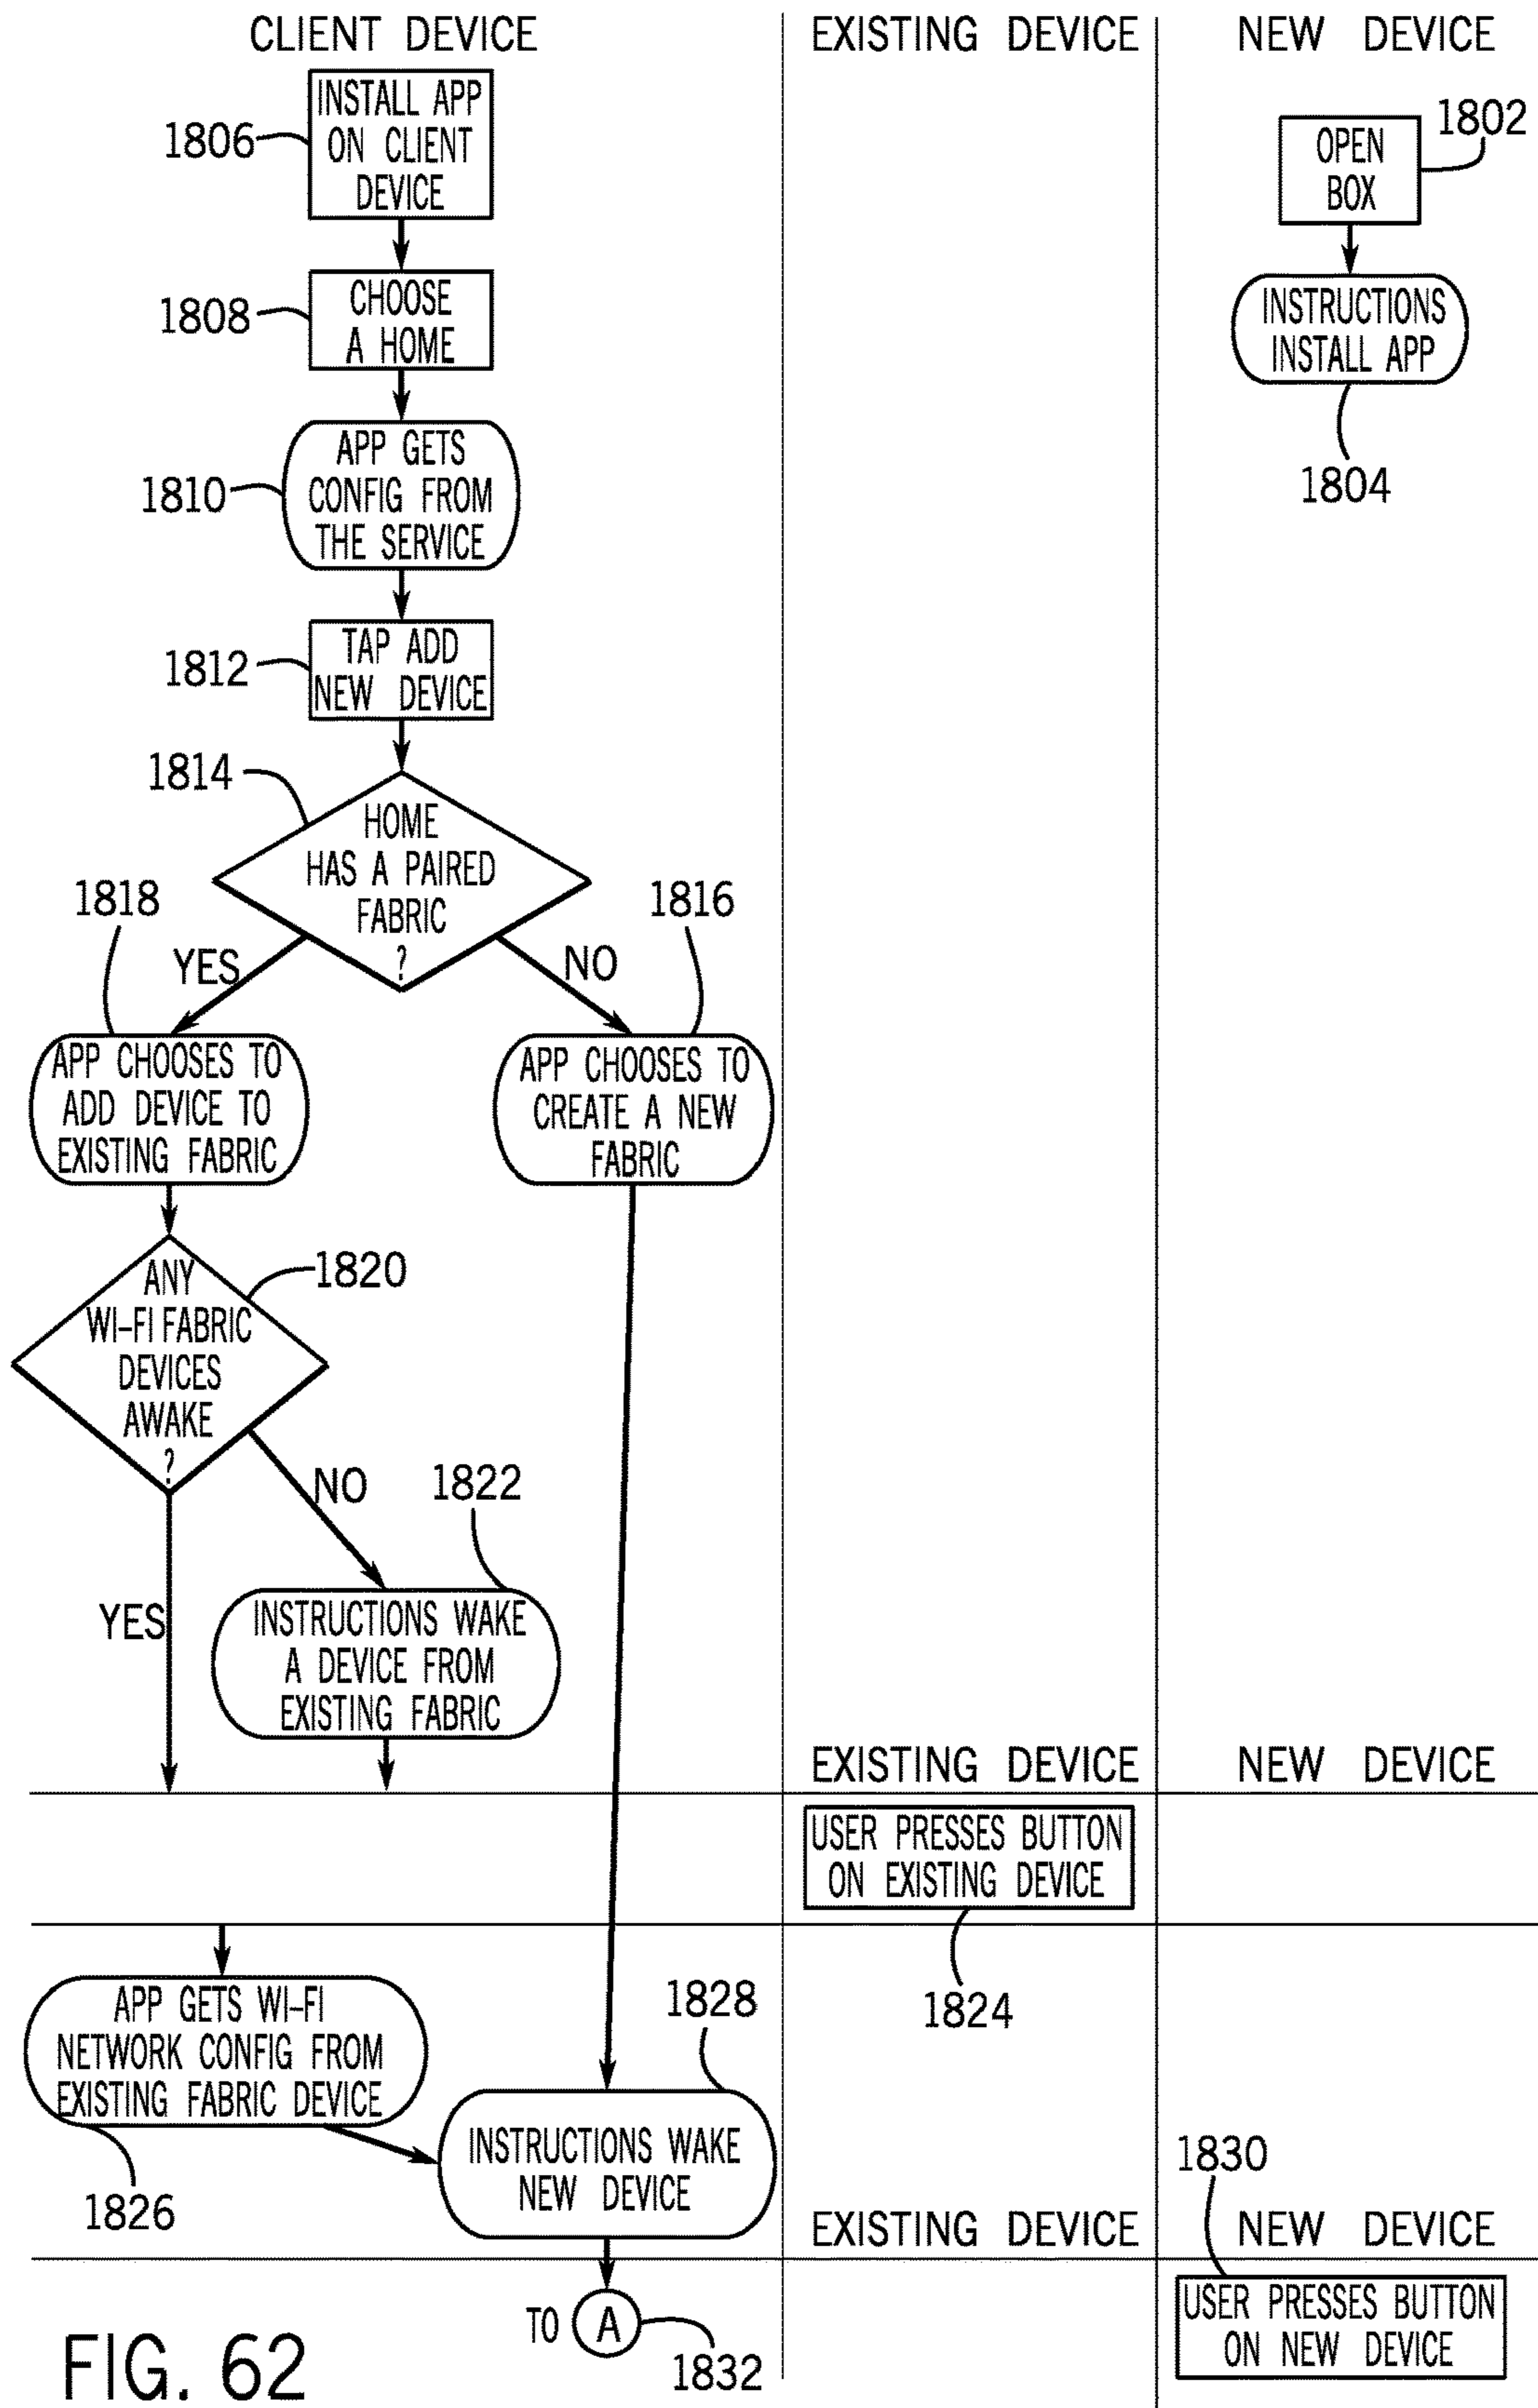 CLIENT DEVICE
EXISTING DEVICE
NEW DEVICE
INSTALL APP
ON CLIENT
DEVICE
1806
1802
OPEN
BOX
CHOOSE
A HOME
1808
INSTRUCTIONS
INSTALL APP
1804
APP GETS
CONFIG FROM
THE SERVICE
1810
TAP ADD
NEW DEVICE
1812
1814
HOME
HAS A PAIRED
FABRIC
?
1818
1816
YES
NO
APP CHOOSES TO
ADD DEVICE TO
EXISTING FABRIC
APP CHOOSES TO
CREATE A NEW
FABRIC
ANY
WI-FI FABRIC
DEVICES
AWAKE
?
1820
NO
1822
YES
INSTRUCTIONS WAKE
A DEVICE FROM
EXISTING FABRIC
EXISTING DEVICE
NEW DEVICE
USER PRESSES BUTTON
ON EXISTING DEVICE
1824
APP GETS WI-FI
NETWORK CONFIG FROM
EXISTING FABRIC DEVICE
1826
1828
INSTRUCTIONS WAKE
NEW DEVICE
1830
EXISTING DEVICE
NEW DEVICE
USER PRESSES BUTTON
ON NEW DEVICE
TO A
1832
FIG. 62